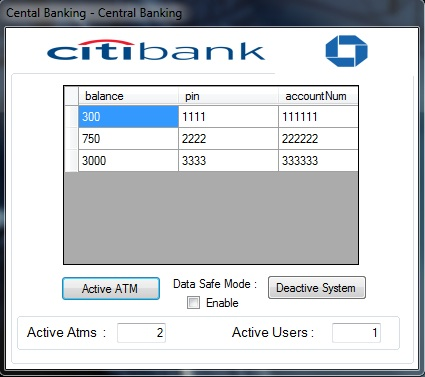 Cental Banking - Central Banking
citibank
balance pin accountNum
300 1111 111111
750 2222 222222
3000 3333 333333
Active ATM
Data Safe Mode :
Enable
Deactive System
Active Atms : 2
Active Users : 1